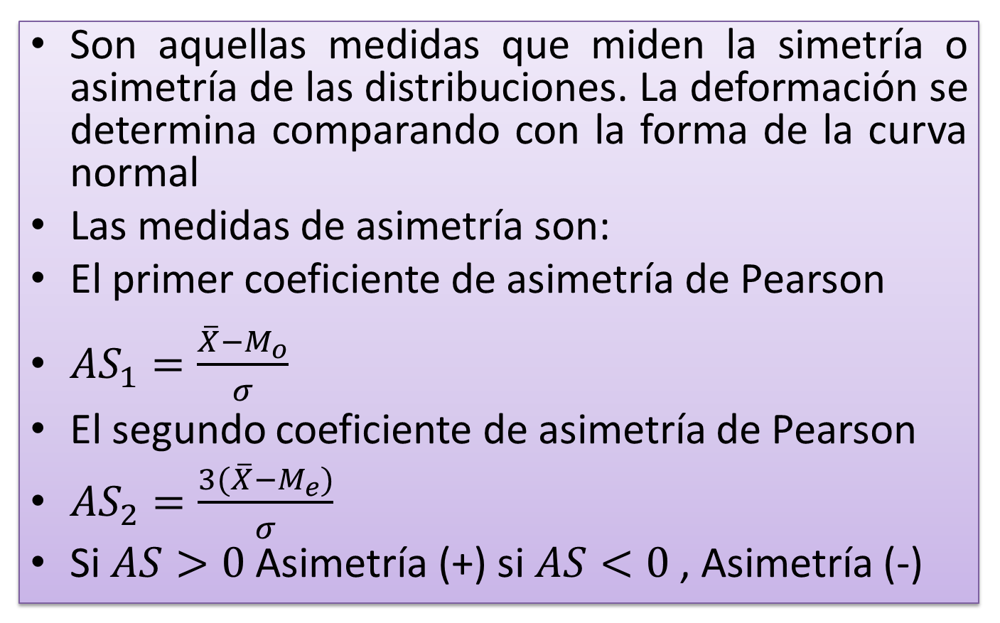 • Son aquellas medidas que miden la simetría o
asimetría de las distribuciones. La deformación se
determina comparando con la forma de la curva
normal
• Las medidas de asimetría son:
• El primer coeficiente de asimetría de Pearson
• $AS_1 = \frac{\bar{X}-M_o}{\sigma}$
• El segundo coeficiente de asimetría de Pearson
• $AS_2 = \frac{3(\bar{X}-M_e)}{\sigma}$
• Si $AS > 0$ Asimetría (+) si $AS < 0$ , Asimetría (-)